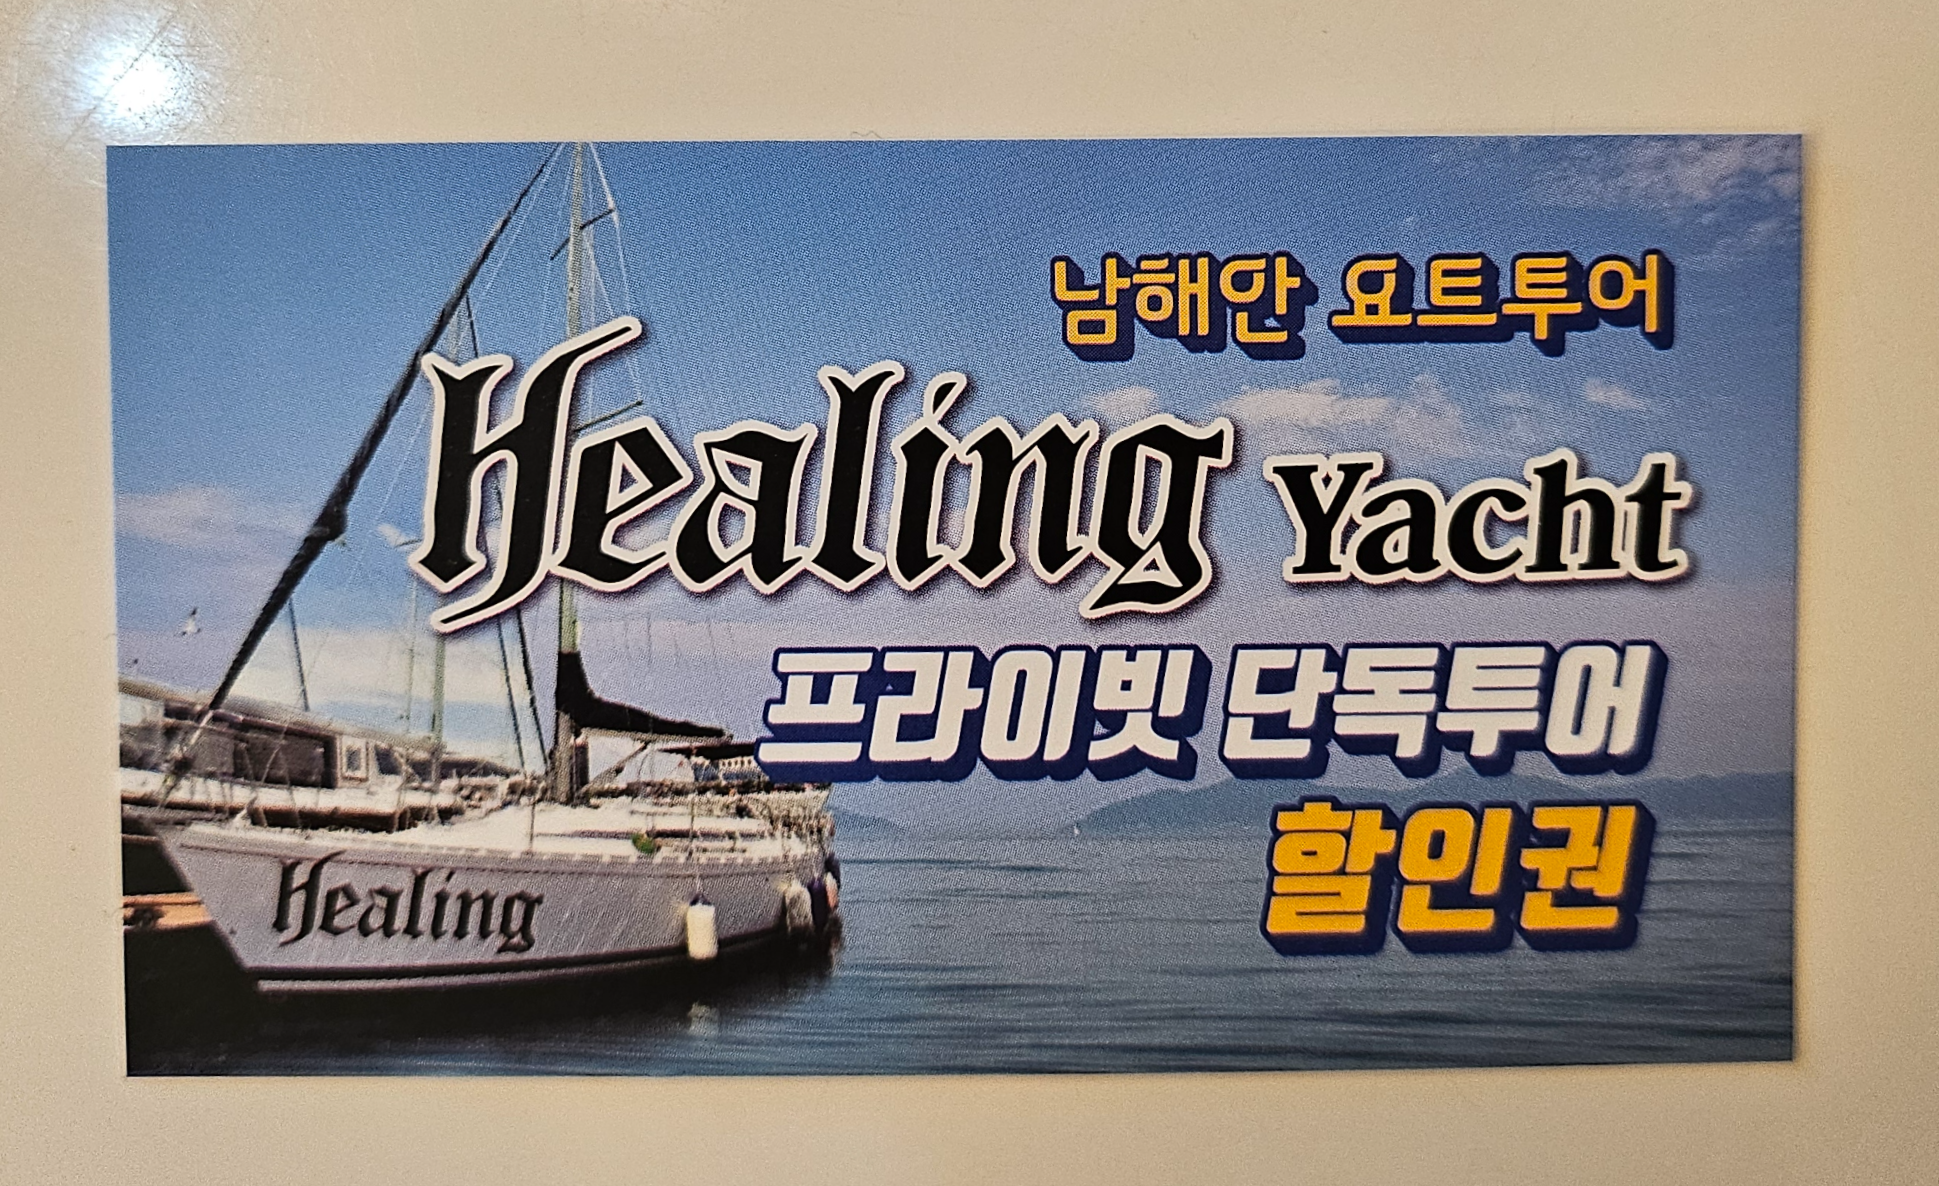 남해안 요트투어
Healing Yacht
프라이빗 단독투어
할인권
Healing